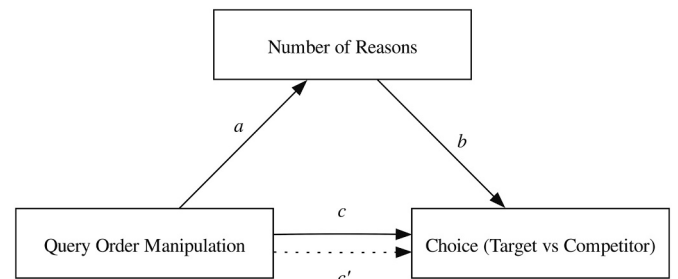 Number of Reasons
a
b
c
Query Order Manipulation
Choice (Target vs Competitor)
c′